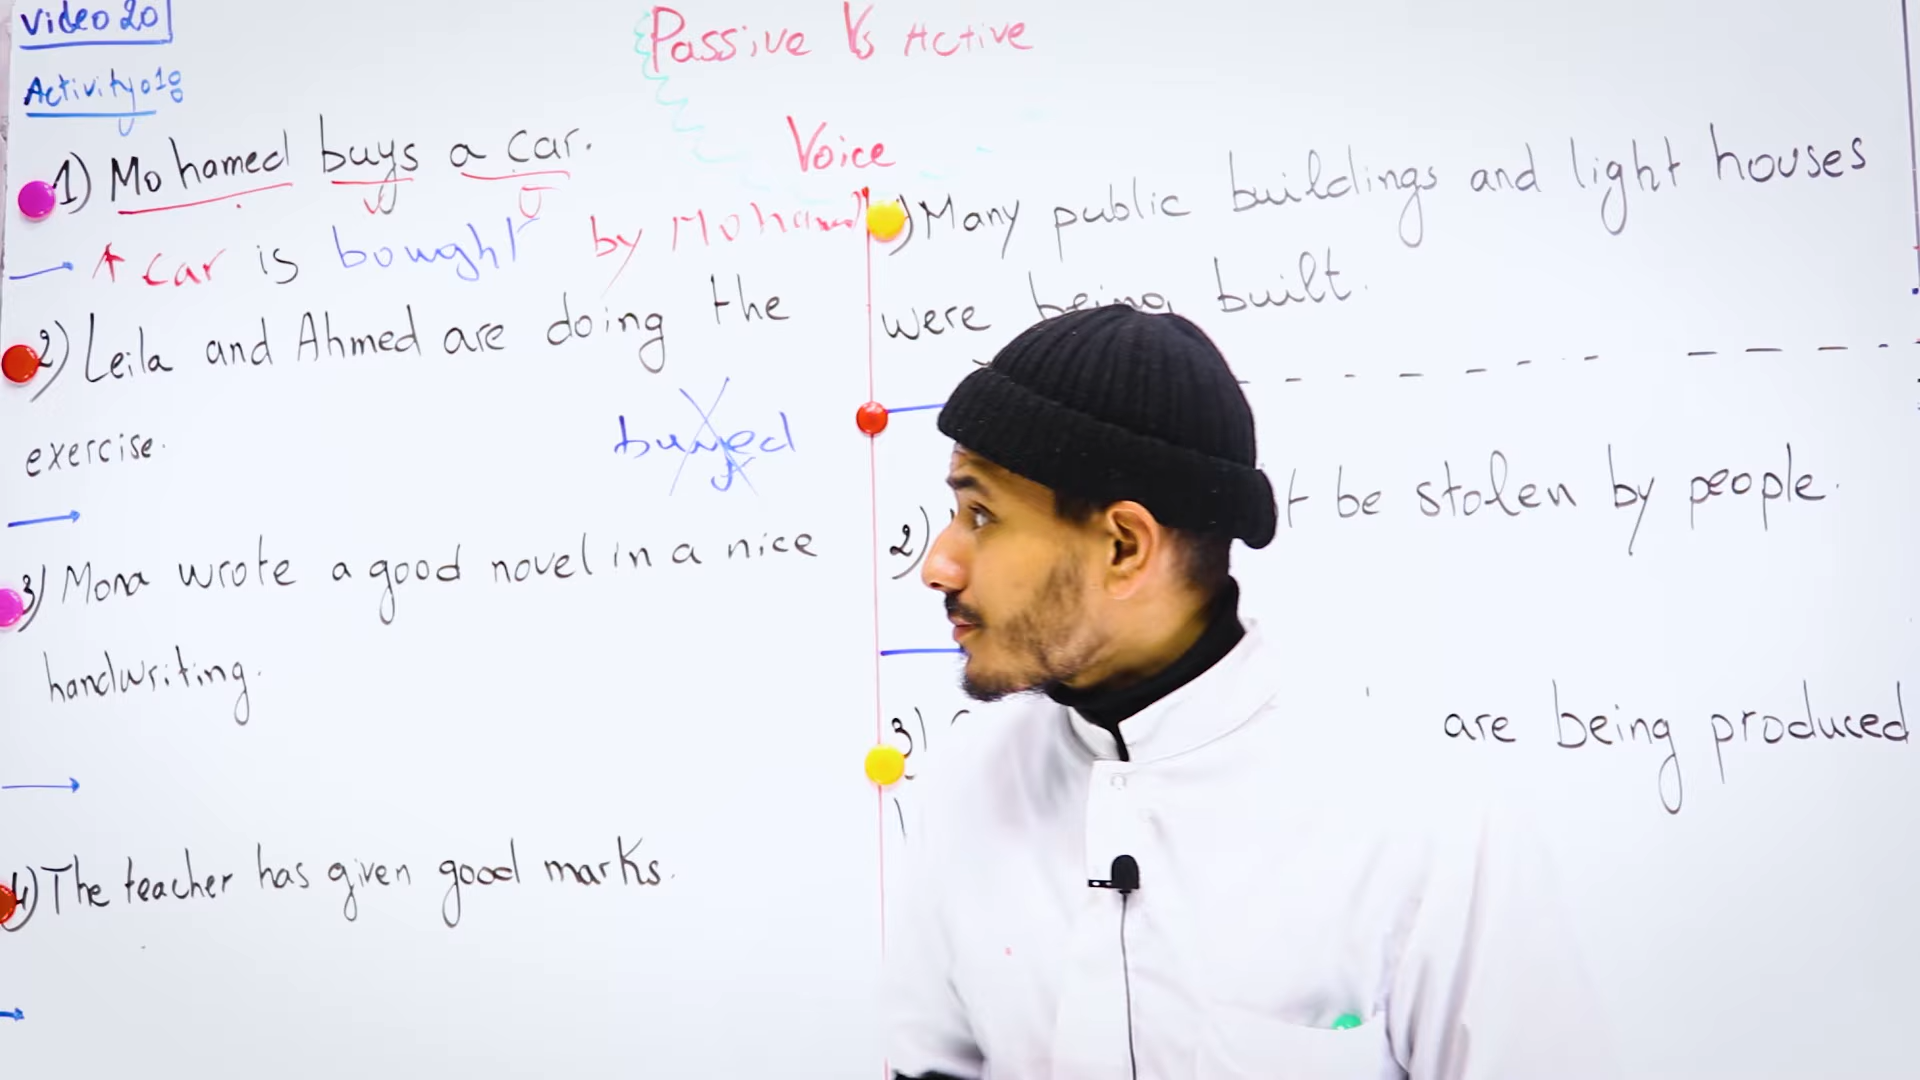 Video 20
Activity 01:
Passive Vs Active
Voice
1) Mohamed buys a car.
A car is bought by Mohamed
2) Leila and Ahmed are doing the
exercise.
buyed
3) Mona wrote a good novel in a nice
handwriting.
4) The teacher has given good marks.
) Many public buildings and light houses
were being built.
2)
be stolen by people.
3)
are being produced